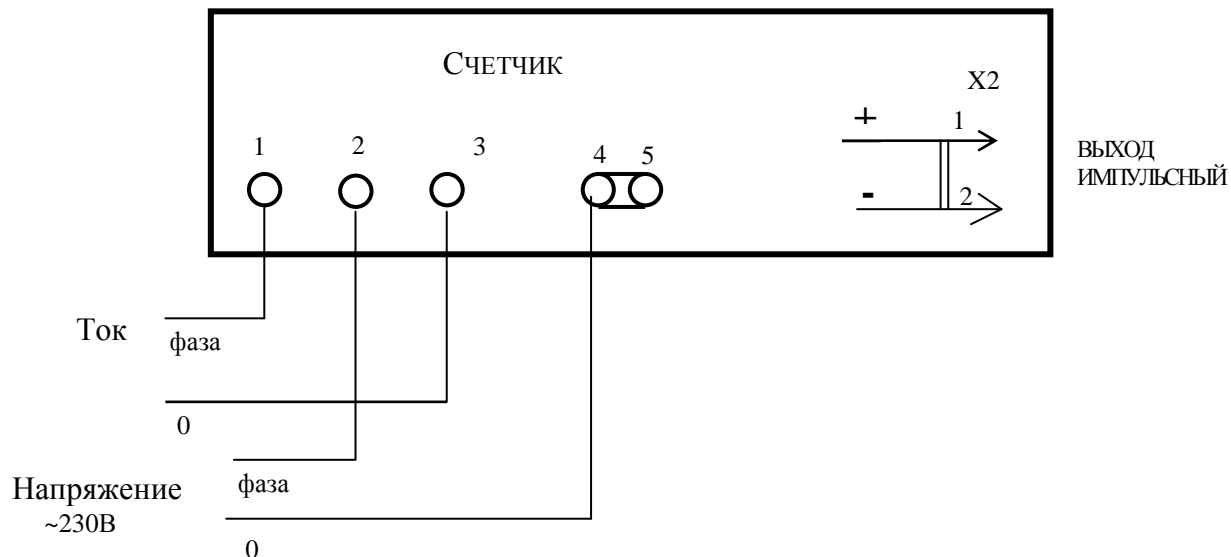 СЧЕТЧИК
X2
+
1
1 2 3 4 5
ВЫХОД
ИМПУЛЬСНЫЙ
-
2
Ток
фаза
0
Напряжение
фаза
~230В
0